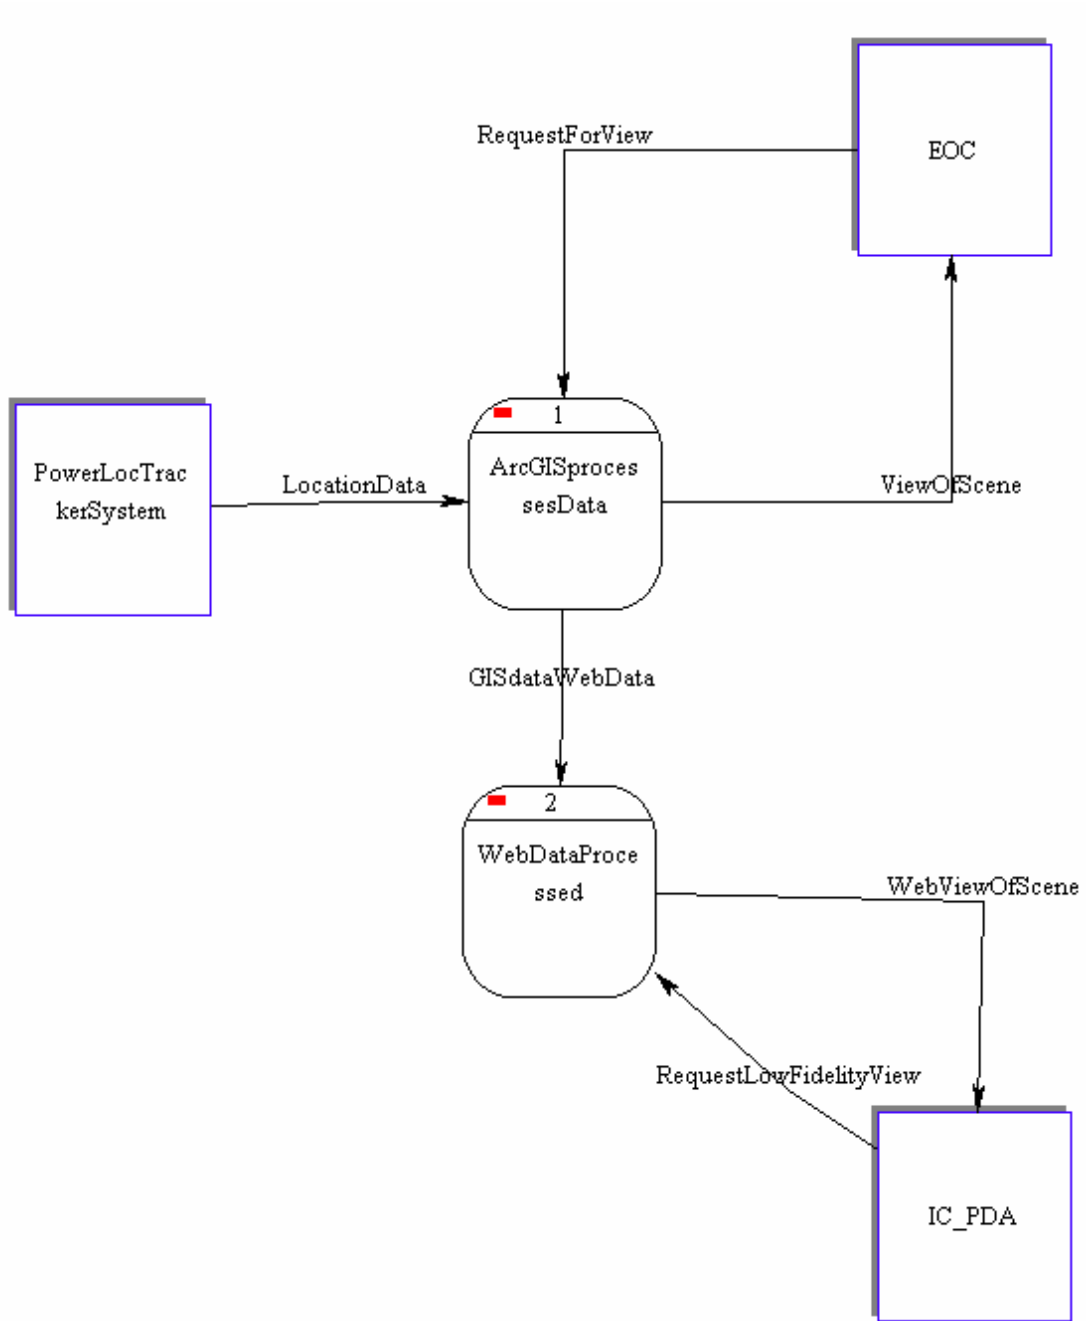 RequestForView
EOC
1
ArcGISproces
sesData
PowerLocTrac
kerSystem
LocationData
ViewOfScene
GISdataWebData
2
WebDataProce
ssed
WebViewOfScene
RequestLowFidelityView
IC_PDA